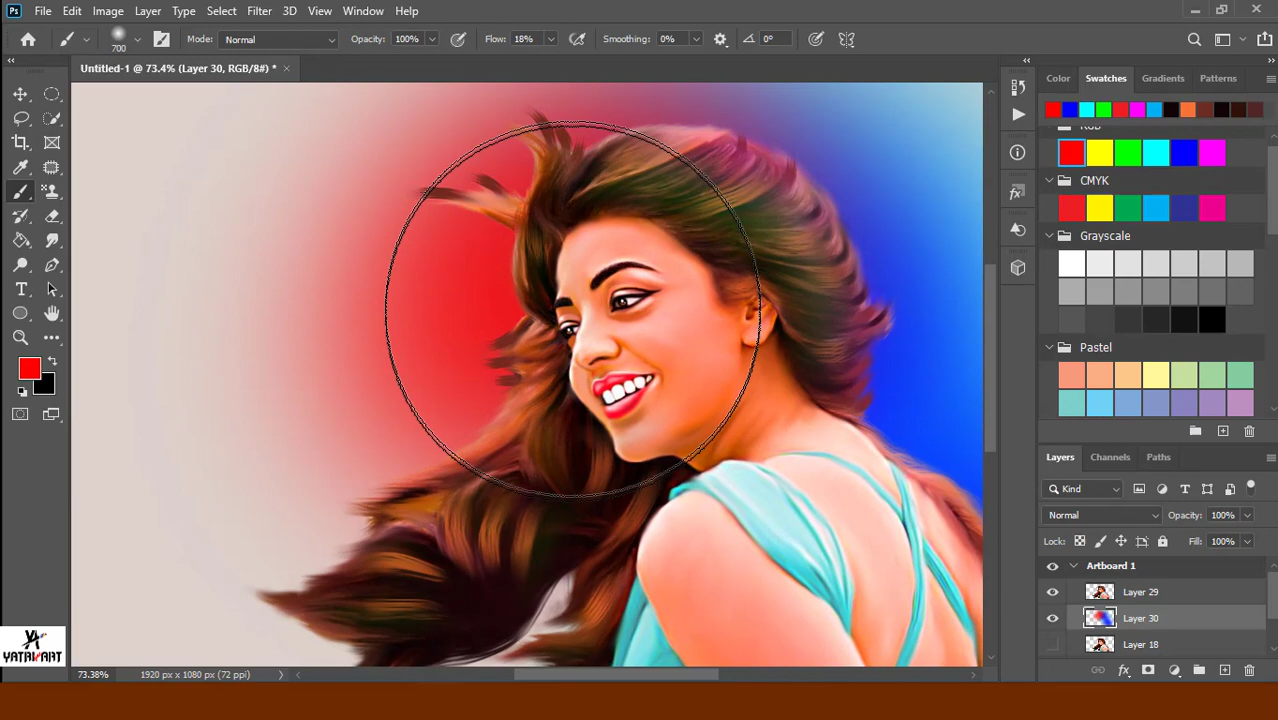 Ps File Edit Image Layer Type Select Filter 3D View Window Help
700 Mode: Normal Opacity: 100% Flow: 18% Smoothing: 0% 0°
Untitled-1 @ 73.4% (Layer 30, RGB/8#) * ×
Color Swatches Gradients Patterns
RGB
CMYK
Grayscale
Pastel
Layers Channels Paths
Kind
Normal Opacity: 100%
Lock: Fill: 100%
Artboard 1
Layer 29
Layer 30
Layer 18
YA
YATRIKART
73.38% 1920 px x 1080 px (72 ppi)